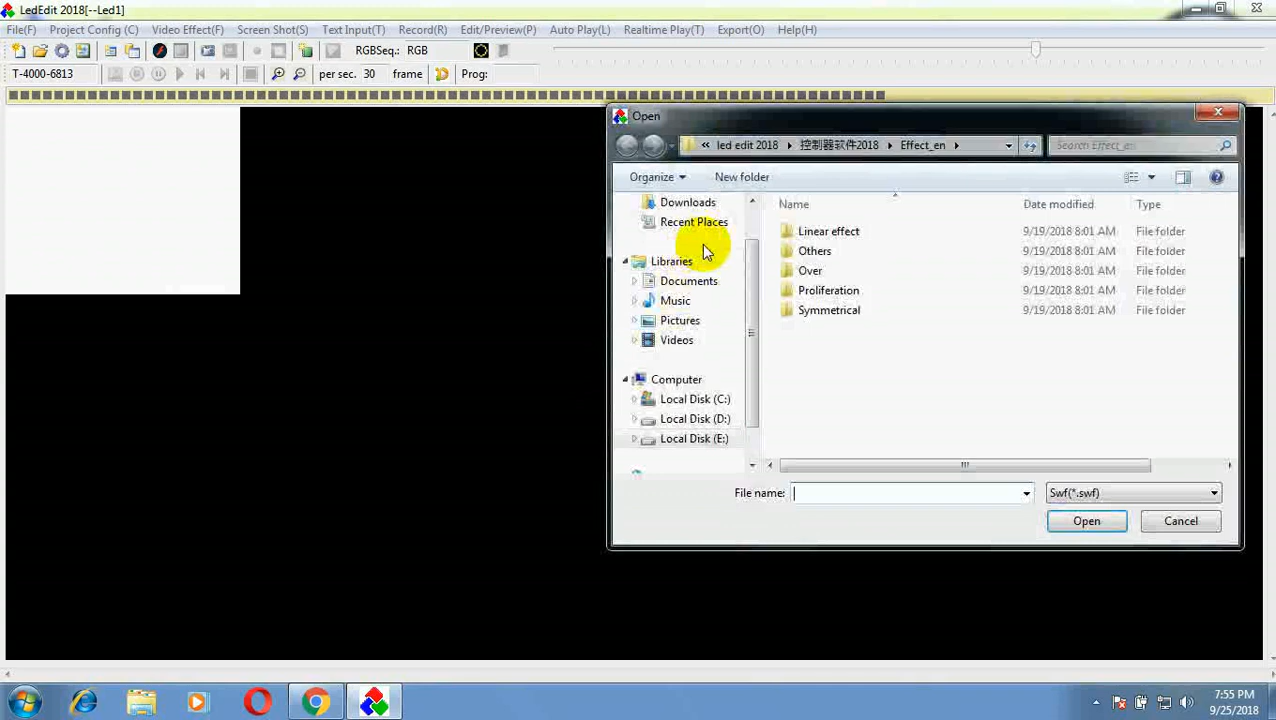 LedEdit 2018[--Led1]
File(F) Project Config (C) Video Effect(F) Screen Shot(S) Text Input(T) Record(R) Edit/Preview(P) Auto Play(L) Realtime Play(T) Export(O) Help(H)
RGBSeq.: RGB
T-4000-6813 per sec. 30 frame Prog:
Open
« led edit 2018 控制器软件2018 Effect_en Search Effect_en
Organize New folder
Downloads
Recent Places
Libraries
Documents
Music
Pictures
Videos
Computer
Local Disk (C:)
Local Disk (D:)
Local Disk (E:)
Name Date modified Type
Linear effect 9/19/2018 8:01 AM File folder
Others 9/19/2018 8:01 AM File folder
Over 9/19/2018 8:01 AM File folder
Proliferation 9/19/2018 8:01 AM File folder
Symmetrical 9/19/2018 8:01 AM File folder
File name: Swf(*.swf)
Open Cancel
7:55 PM
9/25/2018